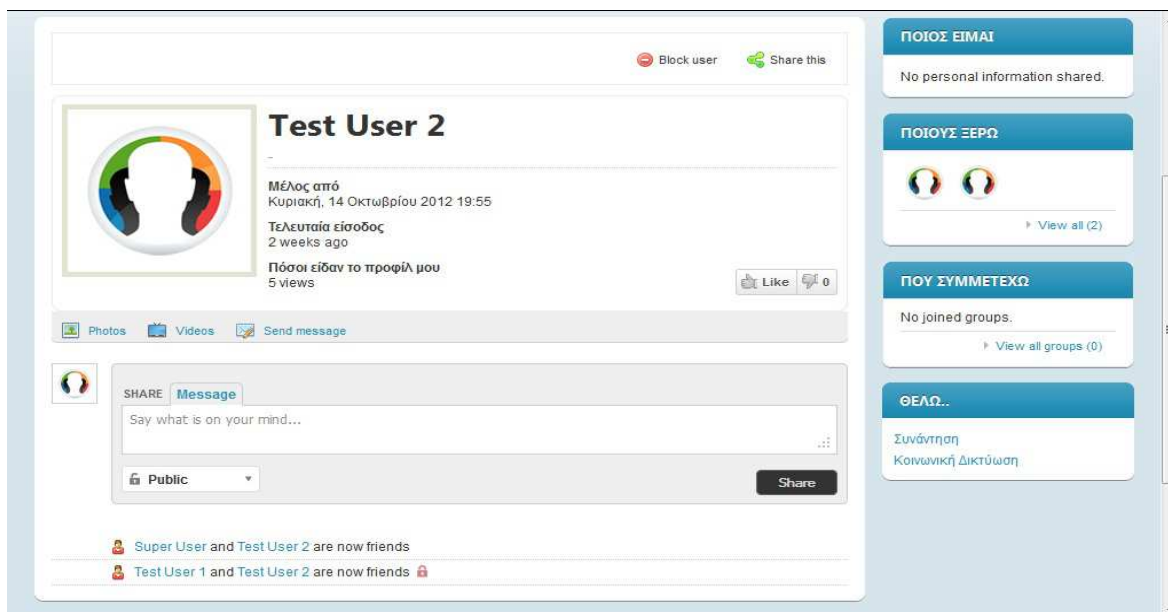 Block user Share this
Test User 2
-
Μέλος από
Κυριακή, 14 Οκτωβρίου 2012 19:55
Τελευταία είσοδος
2 weeks ago
Πόσοι είδαν το προφίλ μου
5 views
Like 0
Photos Videos Send message
SHARE Message
Say what is on your mind...
Public
Share
Super User and Test User 2 are now friends
Test User 1 and Test User 2 are now friends
ΠΟΙΟΣ ΕΙΜΑΙ
No personal information shared.
ΠΟΙΟΥΣ ΞΕΡΩ
View all (2)
ΠΟΥ ΣΥΜΜΕΤΕΧΩ
No joined groups.
View all groups (0)
ΘΕΛΩ..
Συνάντηση
Κοινωνική Δικτύωση